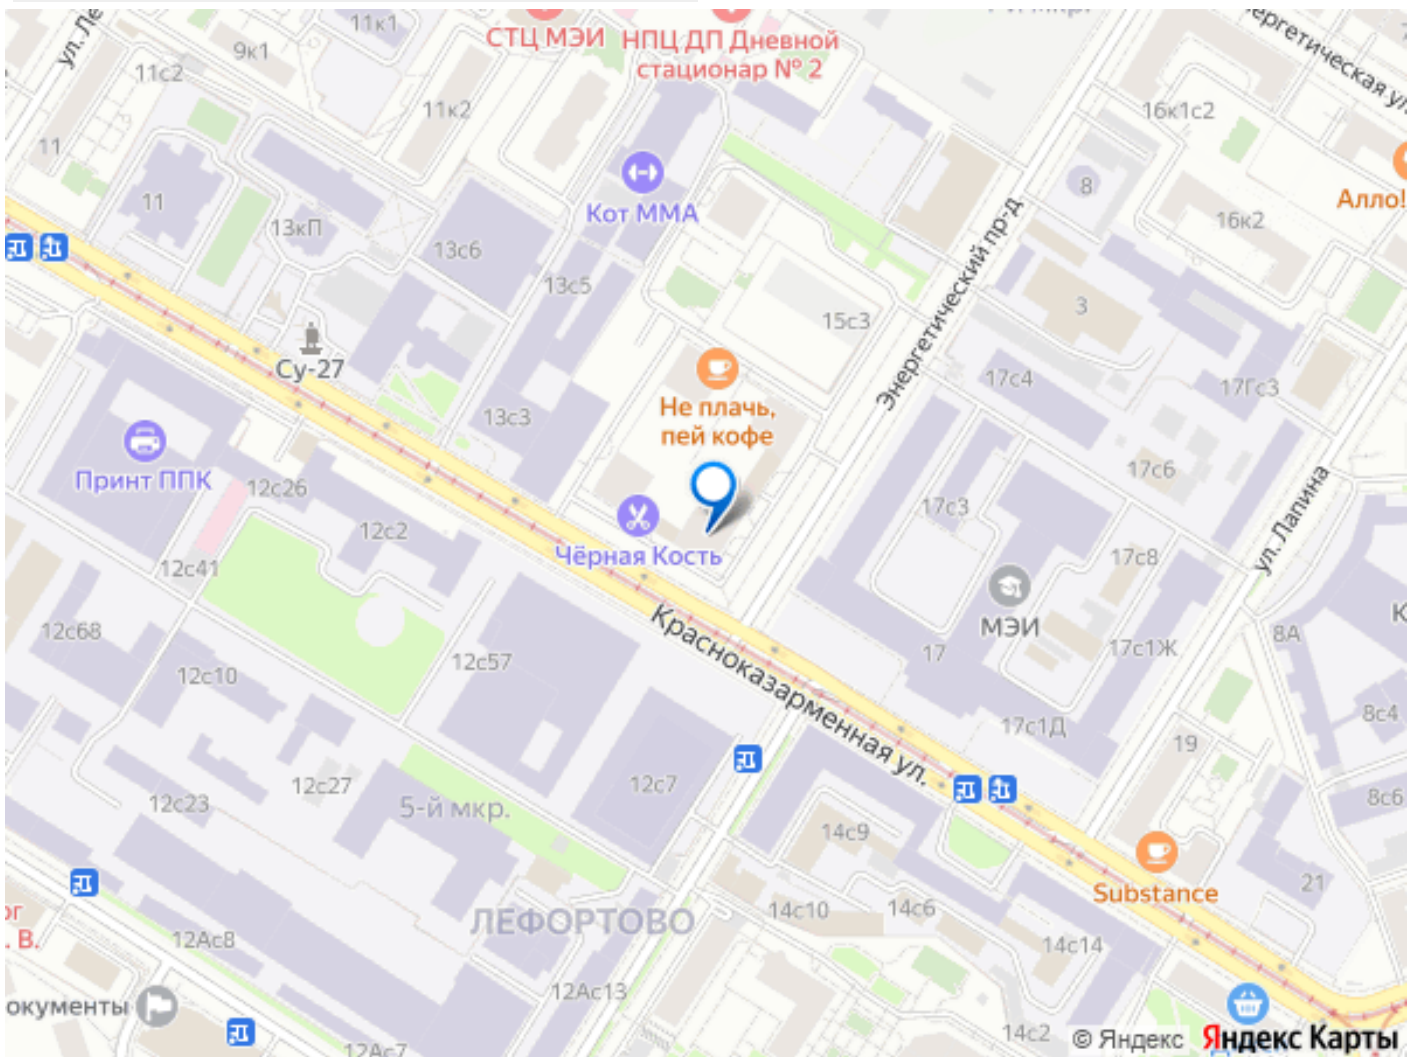 11к1
ул. Ле
9к1
СТЦ МЭИ
НПЦ ДП Дневной
стационар № 2
мкр.
Энергетическая ул.
11с2
11к2
16к1с2
11
8
Алло!
11
Кот ММА
13кП
13с6
16к2
13с5
Энергетический пр-д
3
15с3
Су-27
17с4
17Гс3
Не плачь,
пей кофе
13с3
Принт ППК
12с26
17с6
17с3
12с2
Чёрная Кость
ул. Лапина
12с41
17с8
МЭИ
12с68
Красноказарменная ул.
17
17с1Ж
8А
К
12с57
12с10
17с1Д
8с4
19
12с27
12с7
12с23
5-й мкр.
8с6
14с9
Substance
21
ЛЕФОРТОВО
14с10
14с6
ог
. В.
12Ас8
14с14
окументы
12Ас13
14с2
12Ас7
© Яндекс
Яндекс Карты